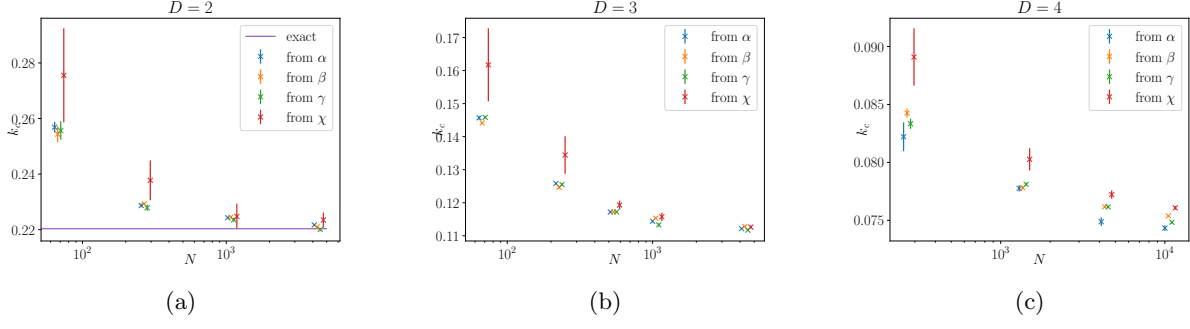 D = 2
k_c
0.28
0.26
0.24
0.22
10²
10³
N
exact
from α
from β
from γ
from χ
(a)
D = 3
k_c
0.17
0.16
0.15
0.14
0.13
0.12
0.11
10²
10³
N
from α
from β
from γ
from χ
(b)
D = 4
k_c
0.090
0.085
0.080
0.075
10³
10⁴
N
from α
from β
from γ
from χ
(c)